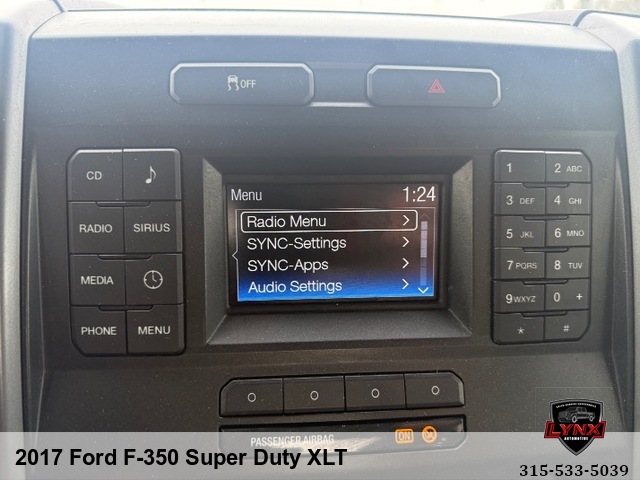 OFF
CD
RADIO SIRIUS
MEDIA
PHONE MENU
Menu 1:24
Radio Menu
SYNC-Settings
SYNC-Apps
Audio Settings
1 2 ABC
3 DEF 4 GHI
5 JKL 6 MNO
7 PQRS 8 TUV
9 WXYZ 0 +
* #
PASSENGER AIRBAG ON
LYNX
AUTOMOTIVE
2017 Ford F-350 Super Duty XLT
315-533-5039